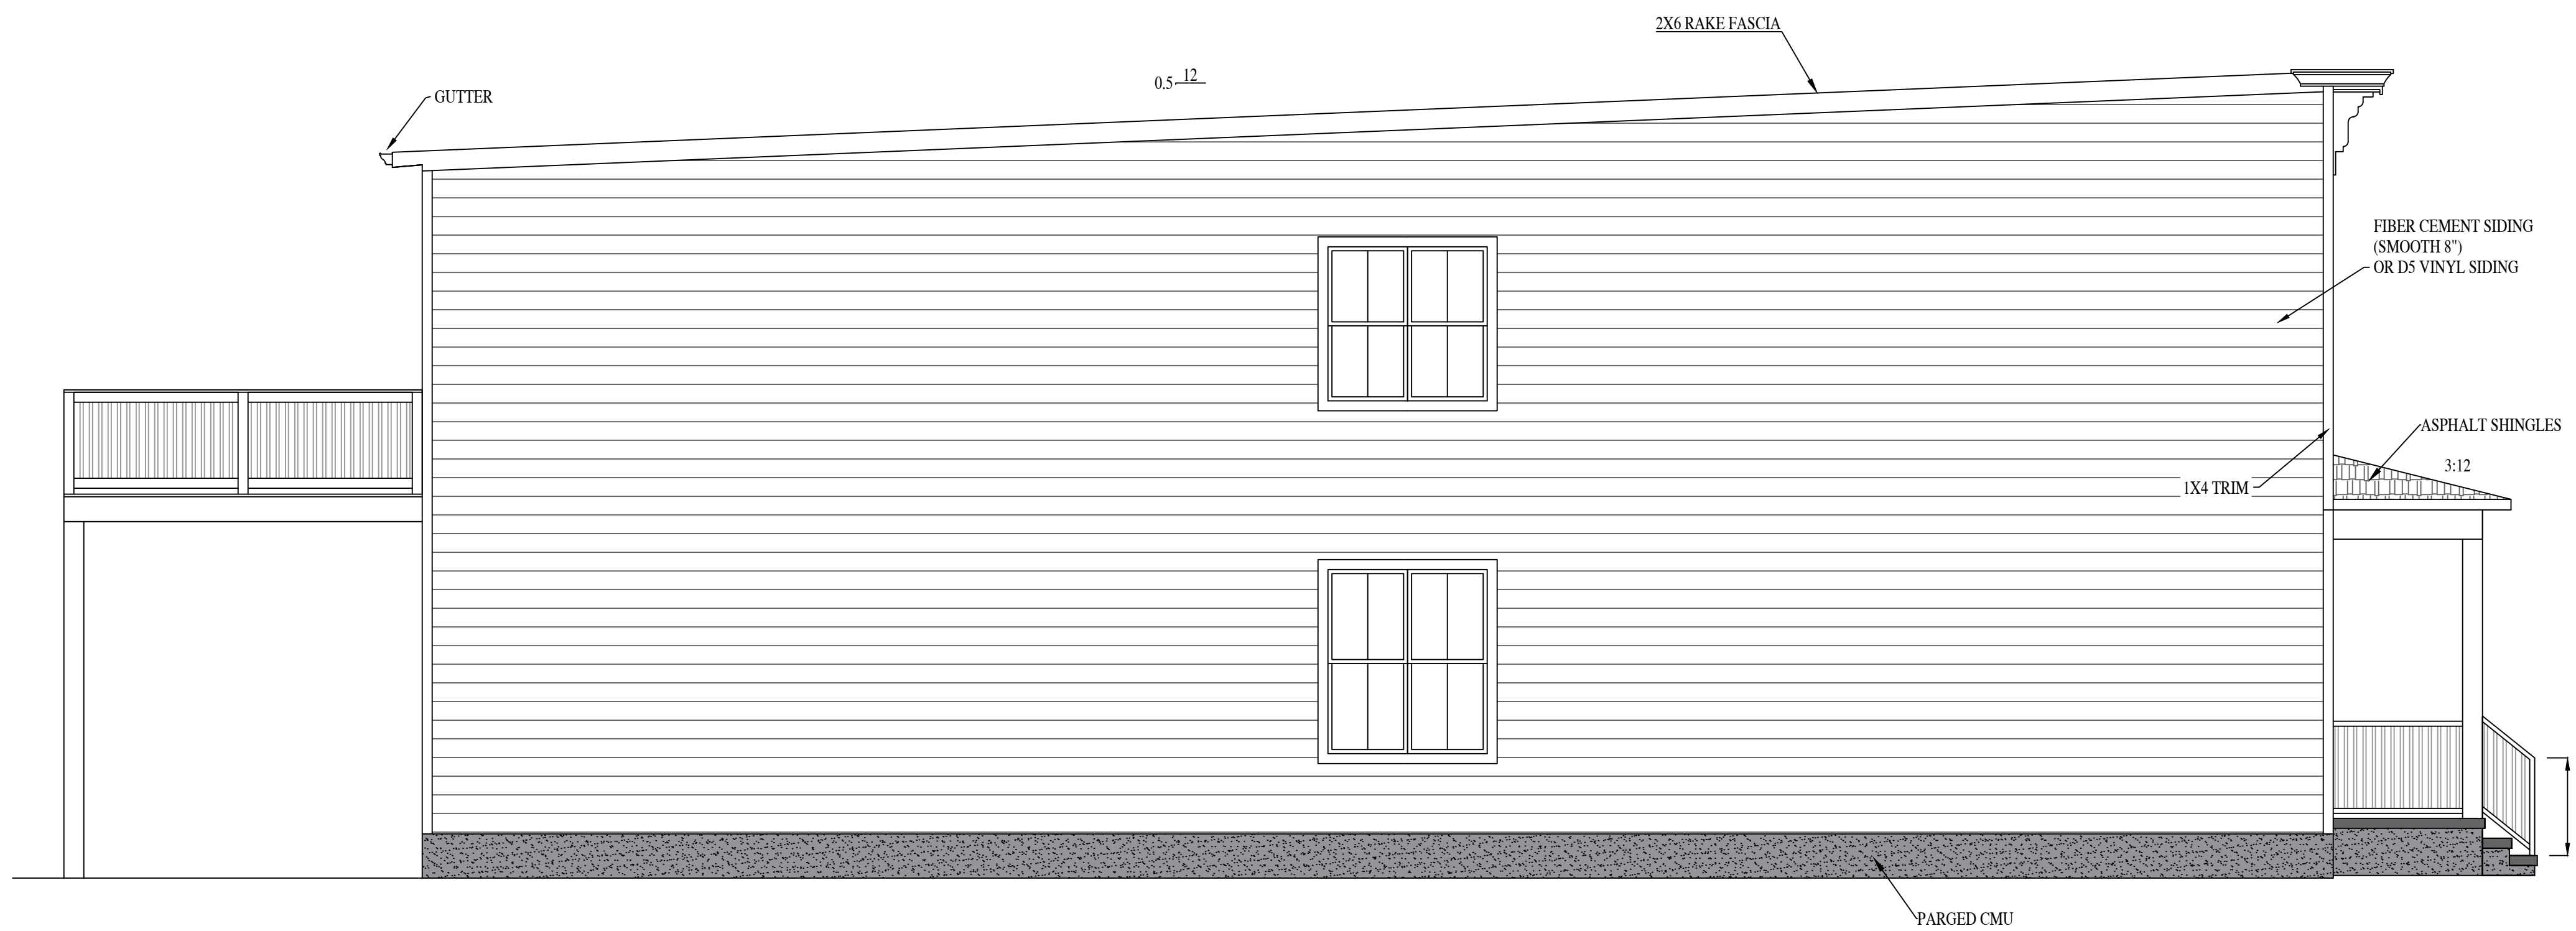 2X6 RAKE FASCIA
12
0.5
GUTTER
FIBER CEMENT SIDING
(SMOOTH 8")
OR D5 VINYL SIDING
ASPHALT SHINGLES
3:12
1X4 TRIM
PARGED CMU